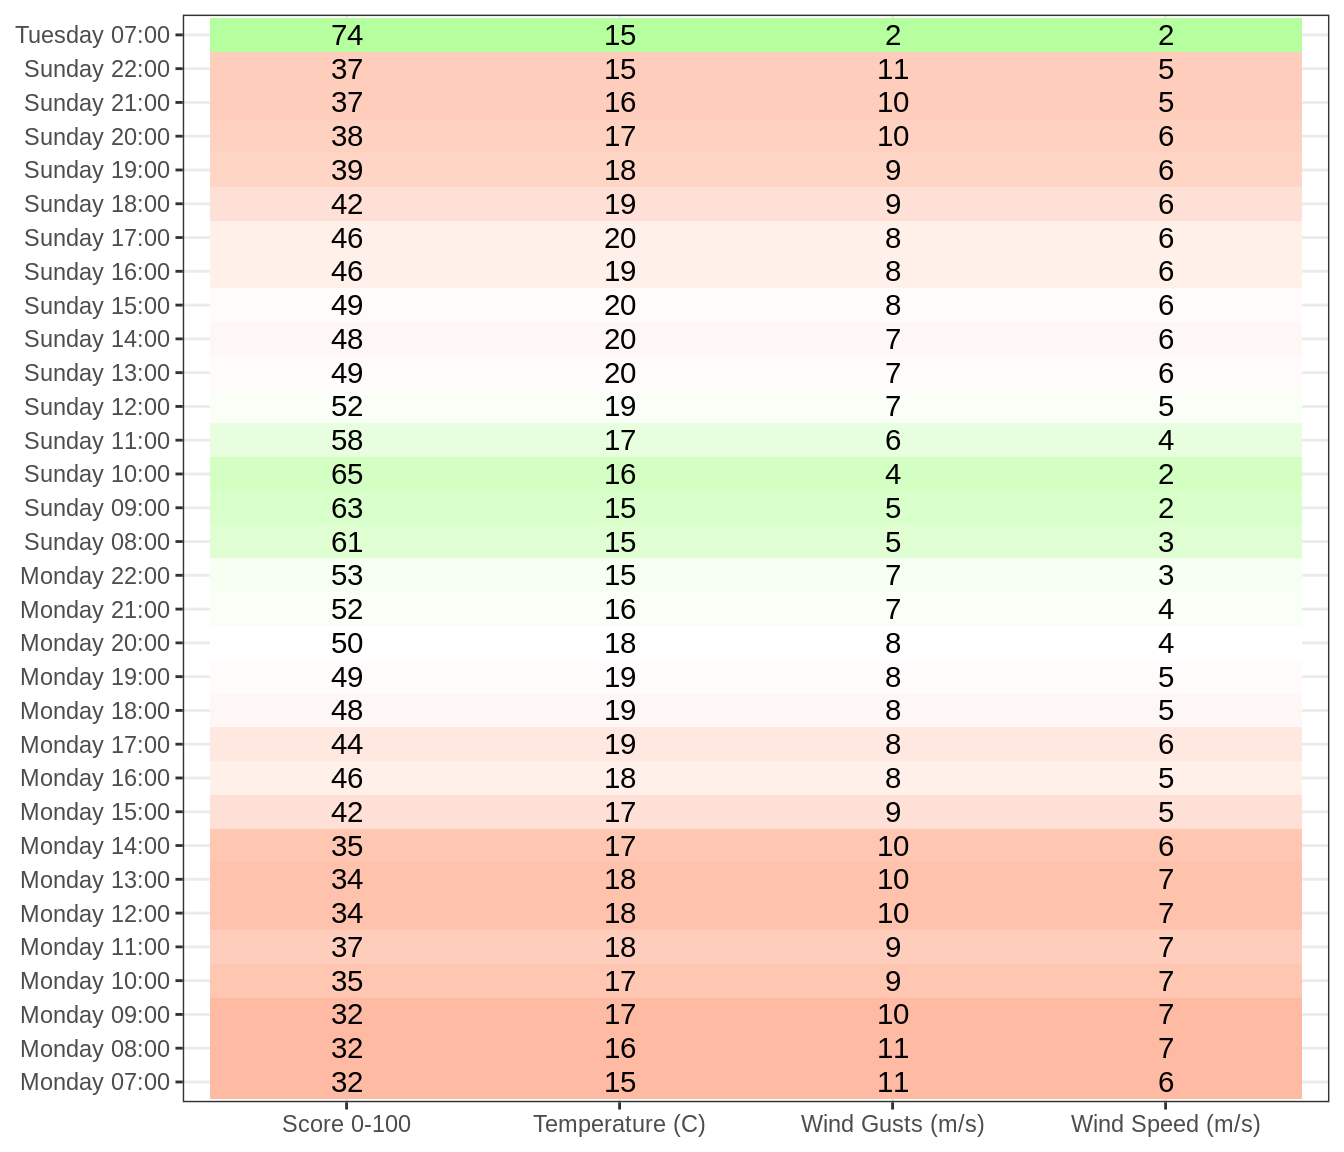 Tuesday 07:00 74 15 2 2
Sunday 22:00 37 15 11 5
Sunday 21:00 37 16 10 5
Sunday 20:00 38 17 10 6
Sunday 19:00 39 18 9 6
Sunday 18:00 42 19 9 6
Sunday 17:00 46 20 8 6
Sunday 16:00 46 19 8 6
Sunday 15:00 49 20 8 6
Sunday 14:00 48 20 7 6
Sunday 13:00 49 20 7 6
Sunday 12:00 52 19 7 5
Sunday 11:00 58 17 6 4
Sunday 10:00 65 16 4 2
Sunday 09:00 63 15 5 2
Sunday 08:00 61 15 5 3
Monday 22:00 53 15 7 3
Monday 21:00 52 16 7 4
Monday 20:00 50 18 8 4
Monday 19:00 49 19 8 5
Monday 18:00 48 19 8 5
Monday 17:00 44 19 8 6
Monday 16:00 46 18 8 5
Monday 15:00 42 17 9 5
Monday 14:00 35 17 10 6
Monday 13:00 34 18 10 7
Monday 12:00 34 18 10 7
Monday 11:00 37 18 9 7
Monday 10:00 35 17 9 7
Monday 09:00 32 17 10 7
Monday 08:00 32 16 11 7
Monday 07:00 32 15 11 6
Score 0-100 Temperature (C) Wind Gusts (m/s) Wind Speed (m/s)